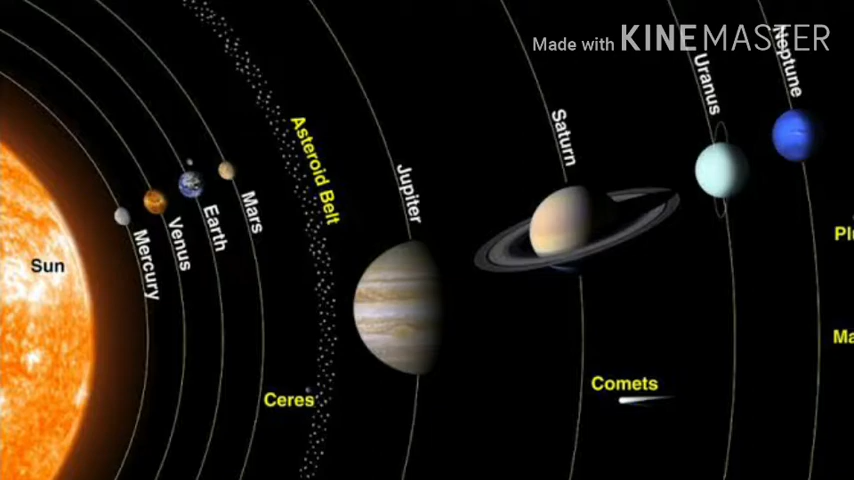 Made with KINEMASTER
Neptune
Uranus
Saturn
Asteroid Belt
Jupiter
Mars
Earth
Venus
Mercury
Sun
Ceres
Comets